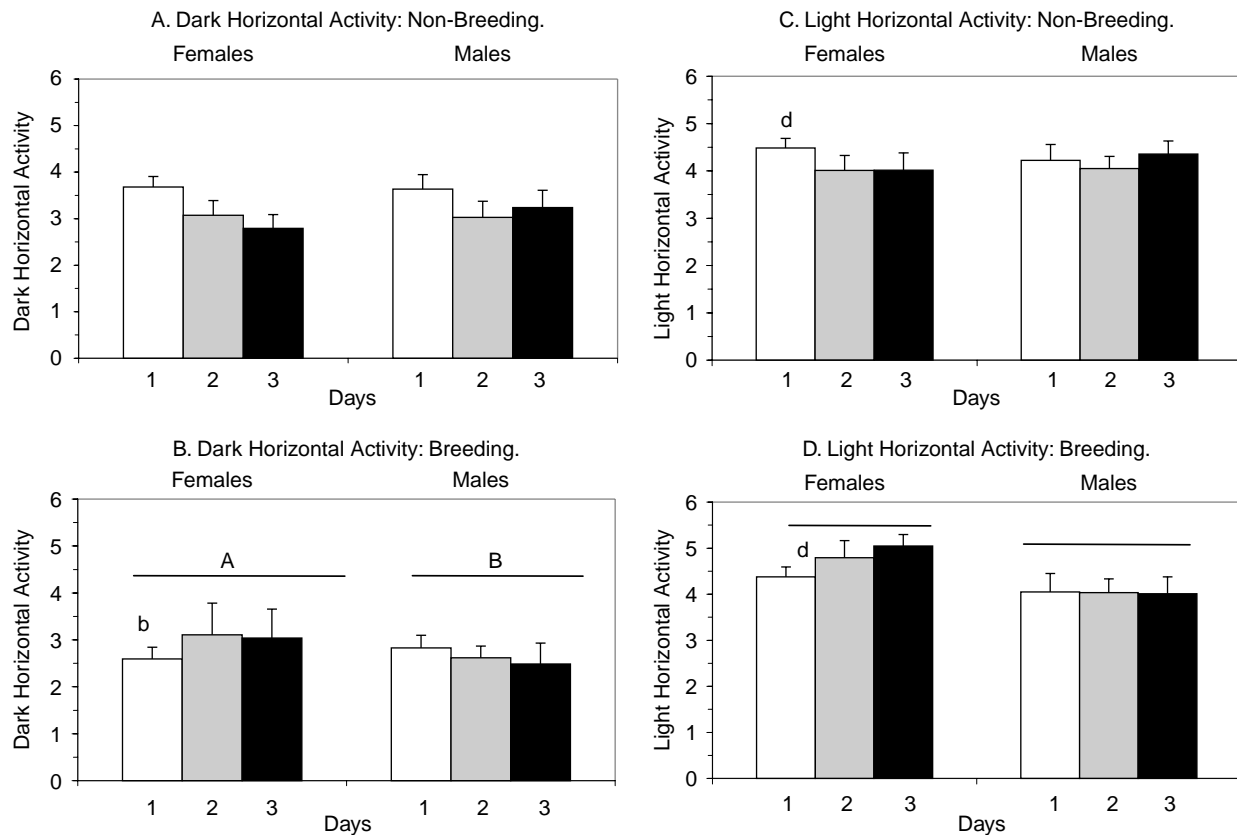 A. Dark Horizontal Activity: Non-Breeding.
Females Males
6
5
4
3
2
1
0
Dark Horizontal Activity
1 2 3 1 2 3
Days
C. Light Horizontal Activity: Non-Breeding.
Females Males
6
5
4
3
2
1
0
Light Horizontal Activity
d
1 2 3 1 2 3
Days
B. Dark Horizontal Activity: Breeding.
Females Males
6
5
4
3
2
1
0
Dark Horizontal Activity
A B
b
1 2 3 1 2 3
Days
D. Light Horizontal Activity: Breeding.
Females Males
6
5
4
3
2
1
0
Light Horizontal Activity
d
1 2 3 1 2 3
Days